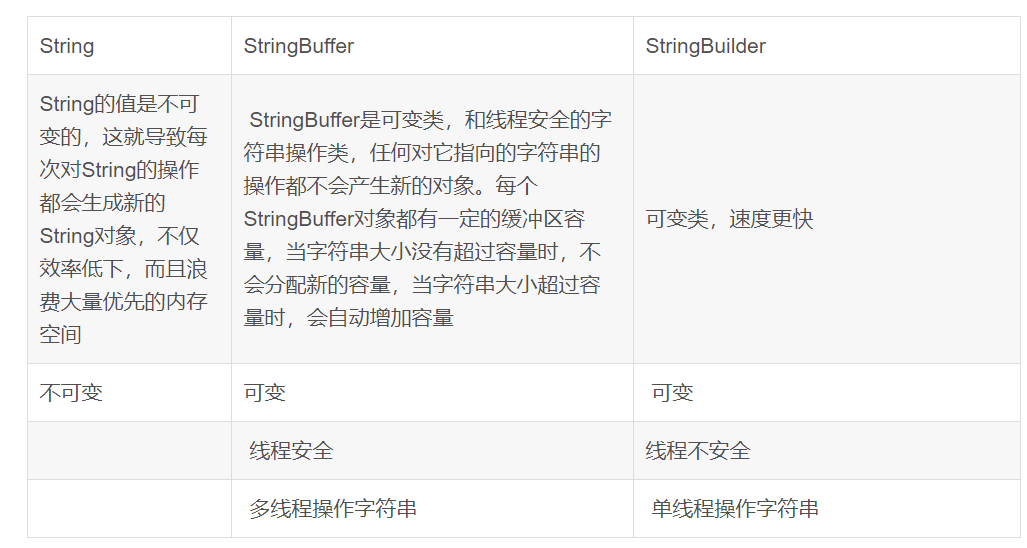 String
StringBuffer
StringBuilder
String的值是不可
变的，这就导致每
次对String的操作
都会生成新的
String对象，不仅
效率低下，而且浪
费大量优先的内存
空间
StringBuffer是可变类，和线程安全的字
符串操作类，任何对它指向的字符串的
操作都不会产生新的对象。每个
StringBuffer对象都有一定的缓冲区容
量，当字符串大小没有超过容量时，不
会分配新的容量，当字符串大小超过容
量时，会自动增加容量
可变类，速度更快
不可变
可变
可变
线程安全
线程不安全
多线程操作字符串
单线程操作字符串